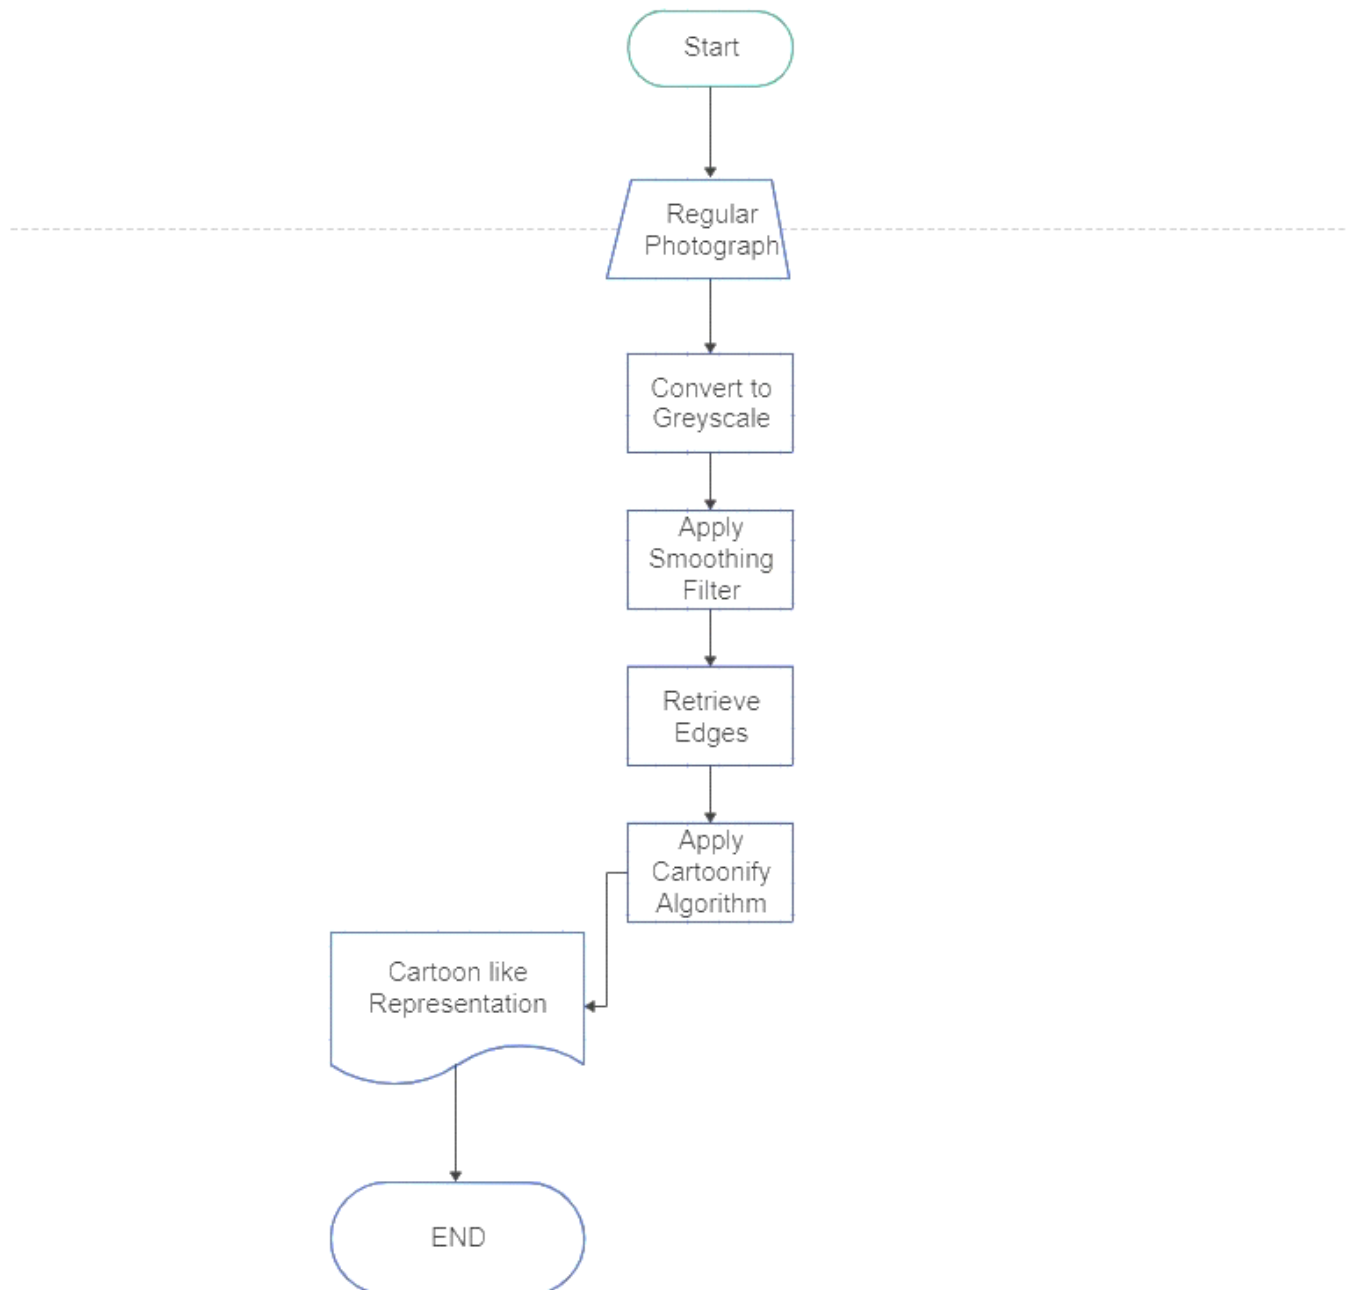 Start
Regular
Photograph
Convert to
Greyscale
Apply
Smoothing
Filter
Retrieve
Edges
Apply
Cartoonify
Algorithm
Cartoon like
Representation
END